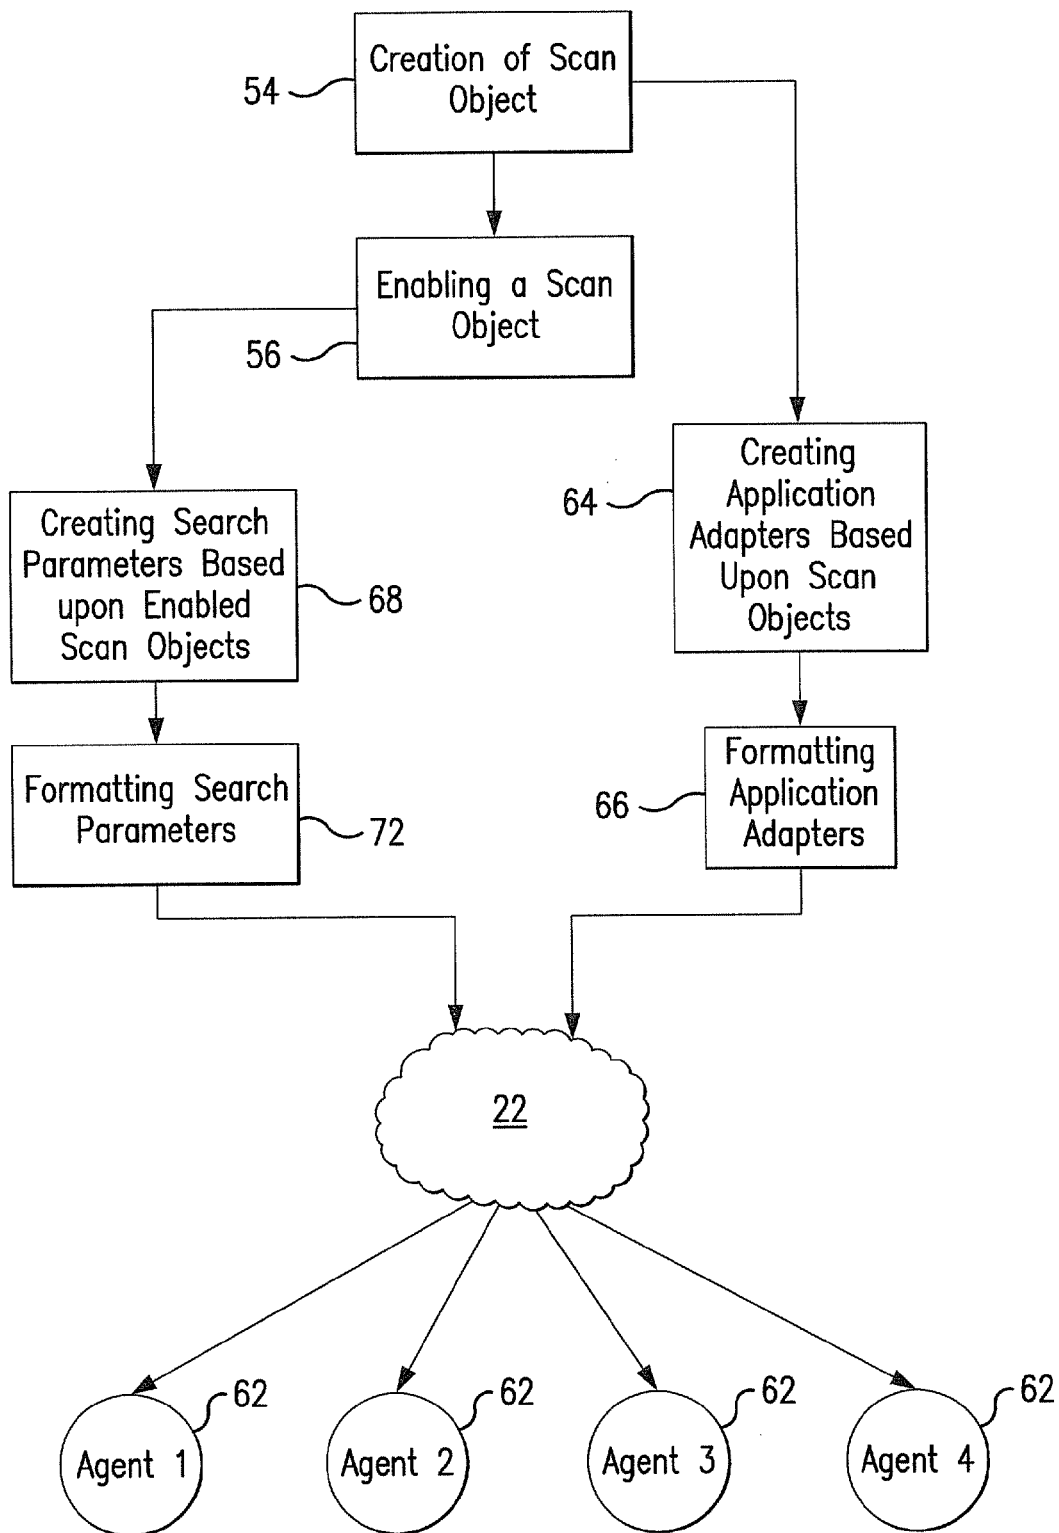 Creation of Scan
Object
54
Enabling a Scan
Object
56
Creating
Application
Adapters Based
Upon Scan
Objects
64
Creating Search
Parameters Based
upon Enabled
Scan Objects
68
Formatting
Application
Adapters
66
Formatting Search
Parameters
72
22
62
62
62
62
Agent 1
Agent 2
Agent 3
Agent 4